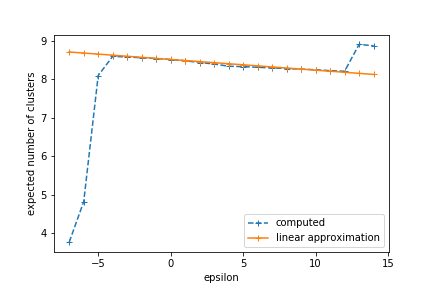 9
8
7
6
5
4
expected number of clusters
computed
linear approximation
−5
0
5
10
15
epsilon